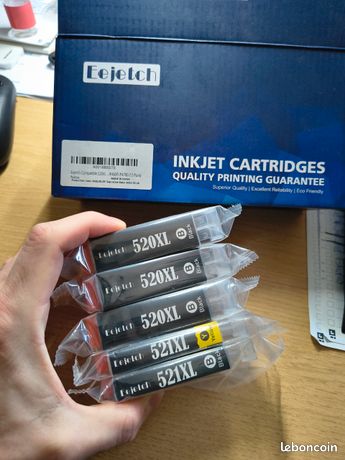 Eejetch
INKJET CARTRIDGES
QUALITY PRINTING GUARANTEE
Superior Quality | Excellent Reliability | Eco Friendly
Eejetch 520XL B Black
Eejetch 520XL B Black
Eejetch 520XL B Black
Eejetch 521XL Y
Eejetch 521XL B Black
leboncoin